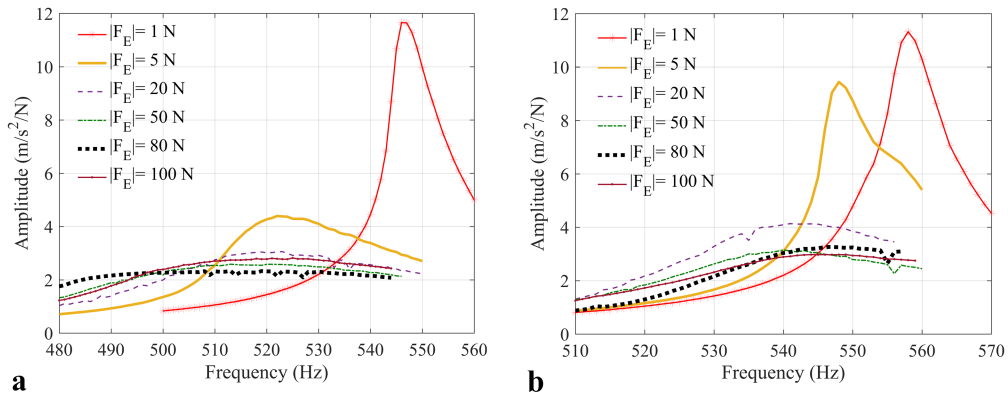 12
10
8
6
4
2
0
Amplitude (m/s²/N)
|F_E|= 1 N
|F_E|= 5 N
|F_E|= 20 N
|F_E|= 50 N
|F_E|= 80 N
|F_E|= 100 N
480 490 500 510 520 530 540 550 560
Frequency (Hz)
a
12
10
8
6
4
2
0
Amplitude (m/s²/N)
|F_E|= 1 N
|F_E|= 5 N
|F_E|= 20 N
|F_E|= 50 N
|F_E|= 80 N
|F_E|= 100 N
510 520 530 540 550 560 570
Frequency (Hz)
b